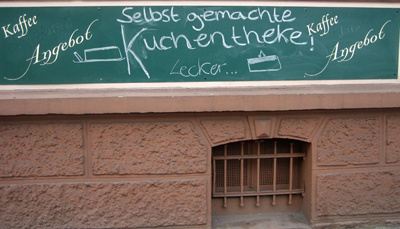 Kaffee
Angebot
Selbst gemachte
Kuchentheke!
Lecker...
Kaffee
Angebot